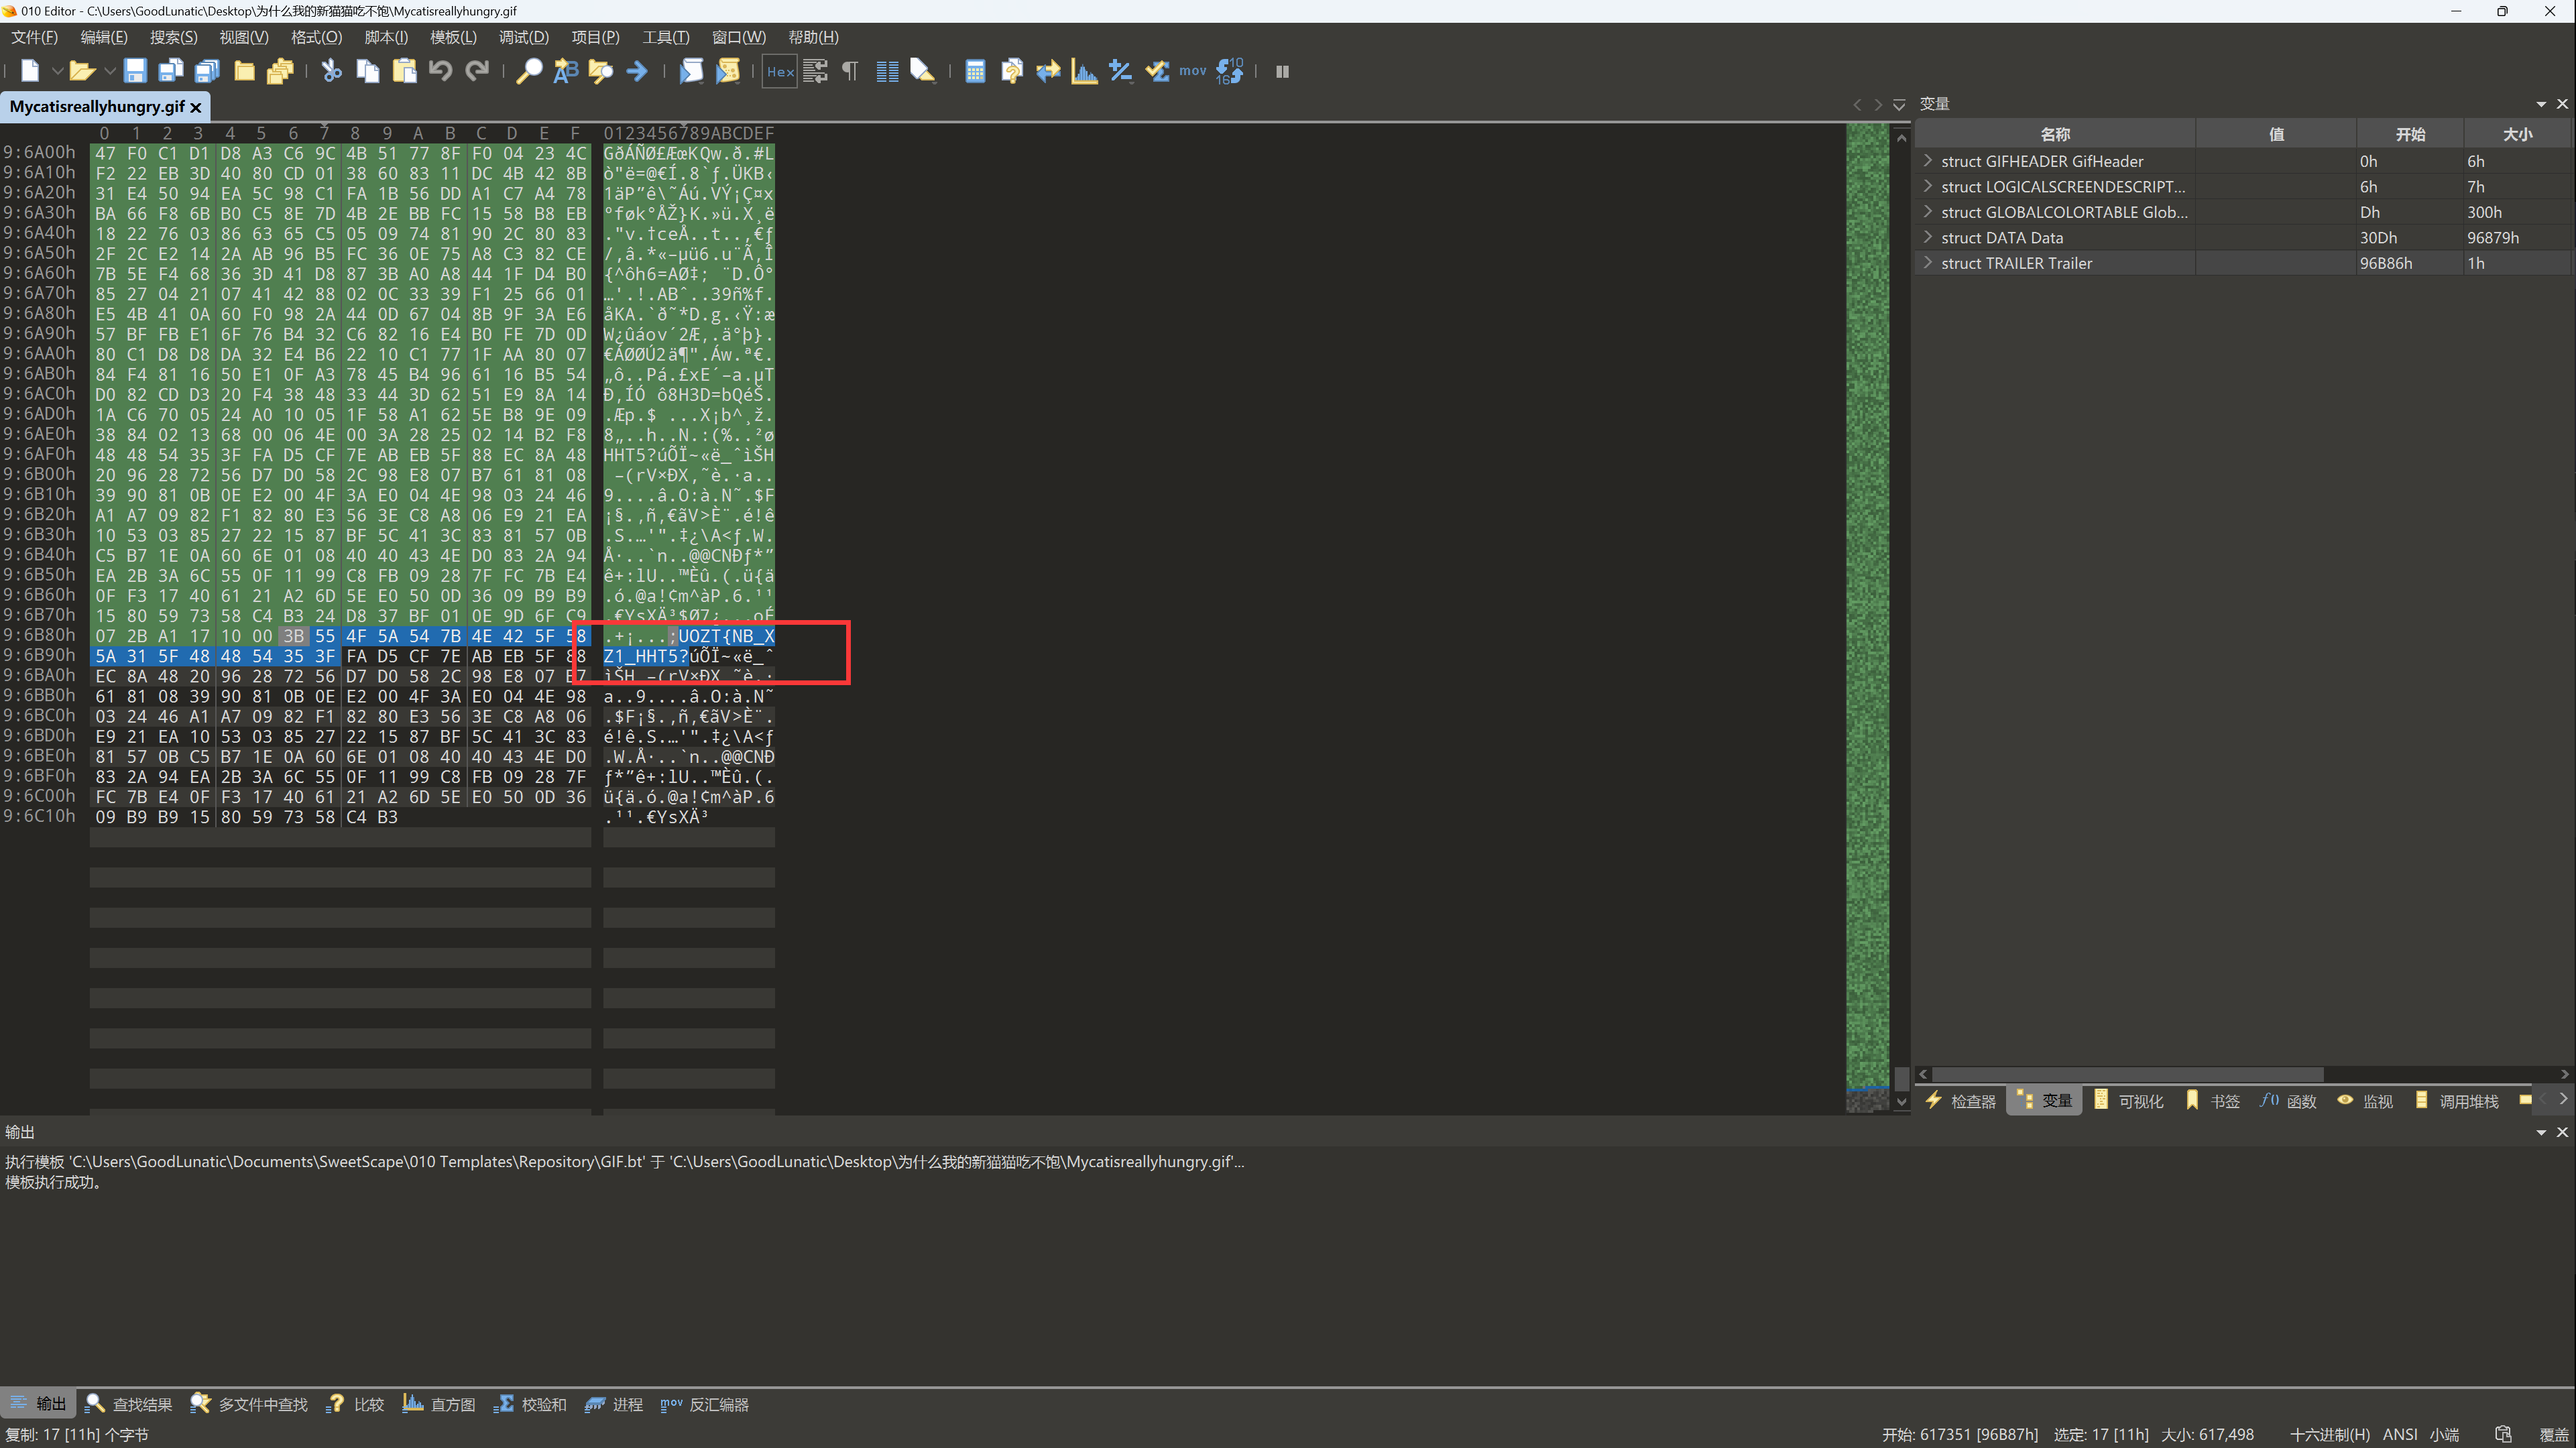 010 Editor - C:\Users\GoodLunatic\Desktop\为什么我的新猫猫吃不饱\Mycatisreallyhungry.gif
文件(F) 编辑(E) 搜索(S) 视图(V) 格式(O) 脚本(I) 模板(L) 调试(D) 项目(P) 工具(T) 窗口(W) 帮助(H)
Hex mov
Mycatisreallyhungry.gif
0 1 2 3 4 5 6 7 8 9 A B C D E F 0123456789ABCDEF
9:6A00h 47 F0 C1 D1 D8 A3 C6 9C 4B 51 77 8F F0 04 23 4C GðÁÑØ£ÆœKQw.ð.#L
9:6A10h F2 22 EB 3D 40 80 CD 01 38 60 83 11 DC 4B 42 8B ò"ë=@€Í.8`ƒ.ÜKB‹
9:6A20h 31 E4 50 94 EA 5C 98 C1 FA 1B 56 DD A1 C7 A4 78 1äP”ê\˜Áú.VÝ¡Ç¤x
9:6A30h BA 66 F8 6B B0 C5 8E 7D 4B 2E BB FC 15 58 B8 EB ºføk°ÅŽ}K.»ü.X¸ë
9:6A40h 18 22 76 03 86 63 65 C5 05 09 74 81 90 2C 80 83 ."v.†ceÅ..t..,€ƒ
9:6A50h 2F 2C E2 14 2A AB 96 B5 FC 36 0E 75 A8 C3 82 CE /,â.*«–µü6.u¨Ã‚Î
9:6A60h 7B 5E F4 68 36 3D 41 D8 87 3B A0 A8 44 1F D4 B0 {^ôh6=AØ‡; ¨D.Ô°
9:6A70h 85 27 04 21 07 41 42 88 02 0C 33 39 F1 25 66 01 …'.!.ABˆ..39ñ%f.
9:6A80h E5 4B 41 0A 60 F0 98 2A 44 0D 67 04 8B 9F 3A E6 åKA.`ð˜*D.g.‹Ÿ:æ
9:6A90h 57 BF FB E1 6F 76 B4 32 C6 82 16 E4 B0 FE 7D 0D W¿ûáov´2Æ‚.ä°þ}.
9:6AA0h 80 C1 D8 D8 DA 32 E4 B6 22 10 C1 77 1F AA 80 07 €ÁØØÚ2ä¶".Áw.ª€.
9:6AB0h 84 F4 81 16 50 E1 0F A3 78 45 B4 96 61 16 B5 54 „ô..Pá.£xE´–a.µT
9:6AC0h D0 82 CD D3 20 F4 38 48 33 44 3D 62 51 E9 8A 14 Ð‚ÍÓ ô8H3D=bQéŠ.
9:6AD0h 1A C6 70 05 24 A0 10 05 1F 58 A1 62 5E B8 9E 09 .Æp.$ ...X¡b^¸ž.
9:6AE0h 38 84 02 13 68 00 06 4E 00 3A 28 25 02 14 B2 F8 8„..h..N.:(%..²ø
9:6AF0h 48 48 54 35 3F FA D5 CF 7E AB EB 5F 88 EC 8A 48 HHT5?úÕÏ~«ë_ˆìŠH
9:6B00h 20 96 28 72 56 D7 D0 58 2C 98 E8 07 B7 61 81 08 –(rV×ÐX,˜è.·a..
9:6B10h 39 90 81 0B 0E E2 00 4F 3A E0 04 4E 98 03 24 46 9....â.O:à.N˜.$F
9:6B20h A1 A7 09 82 F1 82 80 E3 56 3E C8 A8 06 E9 21 EA ¡§.‚ñ‚€ãV>È¨.é!ê
9:6B30h 10 53 03 85 27 22 15 87 BF 5C 41 3C 83 81 57 0B .S.…'".‡¿\A<ƒ.W.
9:6B40h C5 B7 1E 0A 60 6E 01 08 40 40 43 4E D0 83 2A 94 Å·..`n..@@CNÐƒ*”
9:6B50h EA 2B 3A 6C 55 0F 11 99 C8 FB 09 28 7F FC 7B E4 ê+:lU..™Èû.(.ü{ä
9:6B60h 0F F3 17 40 61 21 A2 6D 5E E0 50 0D 36 09 B9 B9 .ó.@a!¢m^àP.6.¹¹
9:6B70h 15 80 59 73 58 C4 B3 24 D8 37 BF 01 0E 9D 6F C9 .€YsXÄ³$Ø7¿...oÉ
9:6B80h 07 2B A1 17 10 00 3B 55 4F 5A 54 7B 4E 42 5F 58 .+¡...;UOZT{NB_X
9:6B90h 5A 31 5F 48 48 54 35 3F FA D5 CF 7E AB EB 5F 88 Z1_HHT5?úÕÏ~«ë_ˆ
9:6BA0h EC 8A 48 20 96 28 72 56 D7 D0 58 2C 98 E8 07 B7 ìŠH –(rV×ÐX,˜è.·
9:6BB0h 61 81 08 39 90 81 0B 0E E2 00 4F 3A E0 04 4E 98 a..9....â.O:à.N˜
9:6BC0h 03 24 46 A1 A7 09 82 F1 82 80 E3 56 3E C8 A8 06 .$F¡§.‚ñ‚€ãV>È¨.
9:6BD0h E9 21 EA 10 53 03 85 27 22 15 87 BF 5C 41 3C 83 é!ê.S.…'".‡¿\A<ƒ
9:6BE0h 81 57 0B C5 B7 1E 0A 60 6E 01 08 40 40 43 4E D0 .W.Å·..`n..@@CNÐ
9:6BF0h 83 2A 94 EA 2B 3A 6C 55 0F 11 99 C8 FB 09 28 7F ƒ*”ê+:lU..™Èû.(.
9:6C00h FC 7B E4 0F F3 17 40 61 21 A2 6D 5E E0 50 0D 36 ü{ä.ó.@a!¢m^àP.6
9:6C10h 09 B9 B9 15 80 59 73 58 C4 B3 .¹¹.€YsXÄ³
变量
名称 值 开始 大小
struct GIFHEADER GifHeader 0h 6h
struct LOGICALSCREENDESCRIPT... 6h 7h
struct GLOBALCOLORTABLE Glob... Dh 300h
struct DATA Data 30Dh 96879h
struct TRAILER Trailer 96B86h 1h
检查器 变量 可视化 书签 f() 函数 监视 调用堆栈
输出
执行模板 'C:\Users\GoodLunatic\Documents\SweetScape\010 Templates\Repository\GIF.bt' 于 'C:\Users\GoodLunatic\Desktop\为什么我的新猫猫吃不饱\Mycatisreallyhungry.gif'...
模板执行成功。
输出 查找结果 多文件中查找 比较 直方图 校验和 进程 mov 反汇编器
复制: 17 [11h] 个字节 开始: 617351 [96B87h] 选定: 17 [11h] 大小: 617,498 十六进制(H) ANSI 小端 覆盖